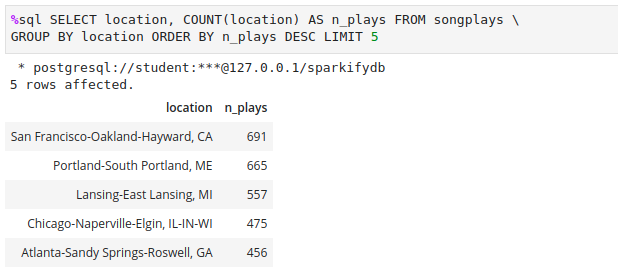 %sql SELECT location, COUNT(location) AS n_plays FROM songplays \
GROUP BY location ORDER BY n_plays DESC LIMIT 5
* postgresql://student:***@127.0.0.1/sparkifydb
5 rows affected.
location n_plays
San Francisco-Oakland-Hayward, CA 691
Portland-South Portland, ME 665
Lansing-East Lansing, MI 557
Chicago-Naperville-Elgin, IL-IN-WI 475
Atlanta-Sandy Springs-Roswell, GA 456